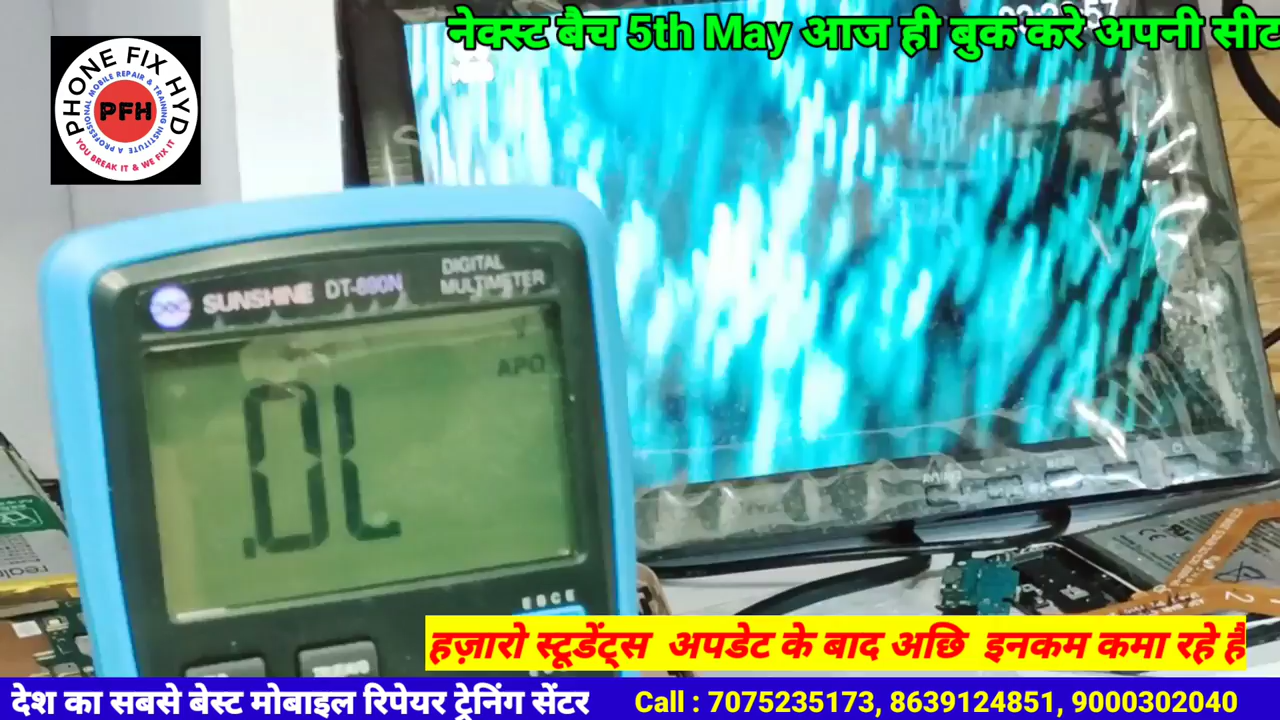 नेक्स्ट बैच 5th May आज ही बुक करे अपनी सीट
PHONE FIX HYD
A PROFESSIONAL MOBILE REPAIR & TRAINING INSTITUTE
PFH
YOU BREAK IT & WE FIX IT
SUNSHINE DT-890N
DIGITAL
MULTIMETER
APO
.0L
EBCE
हज़ारो स्टूडेंट्स अपडेट के बाद अछि इनकम कमा रहे है
देश का सबसे बेस्ट मोबाइल रिपेयर ट्रेनिंग सेंटर
Call : 7075235173, 8639124851, 9000302040